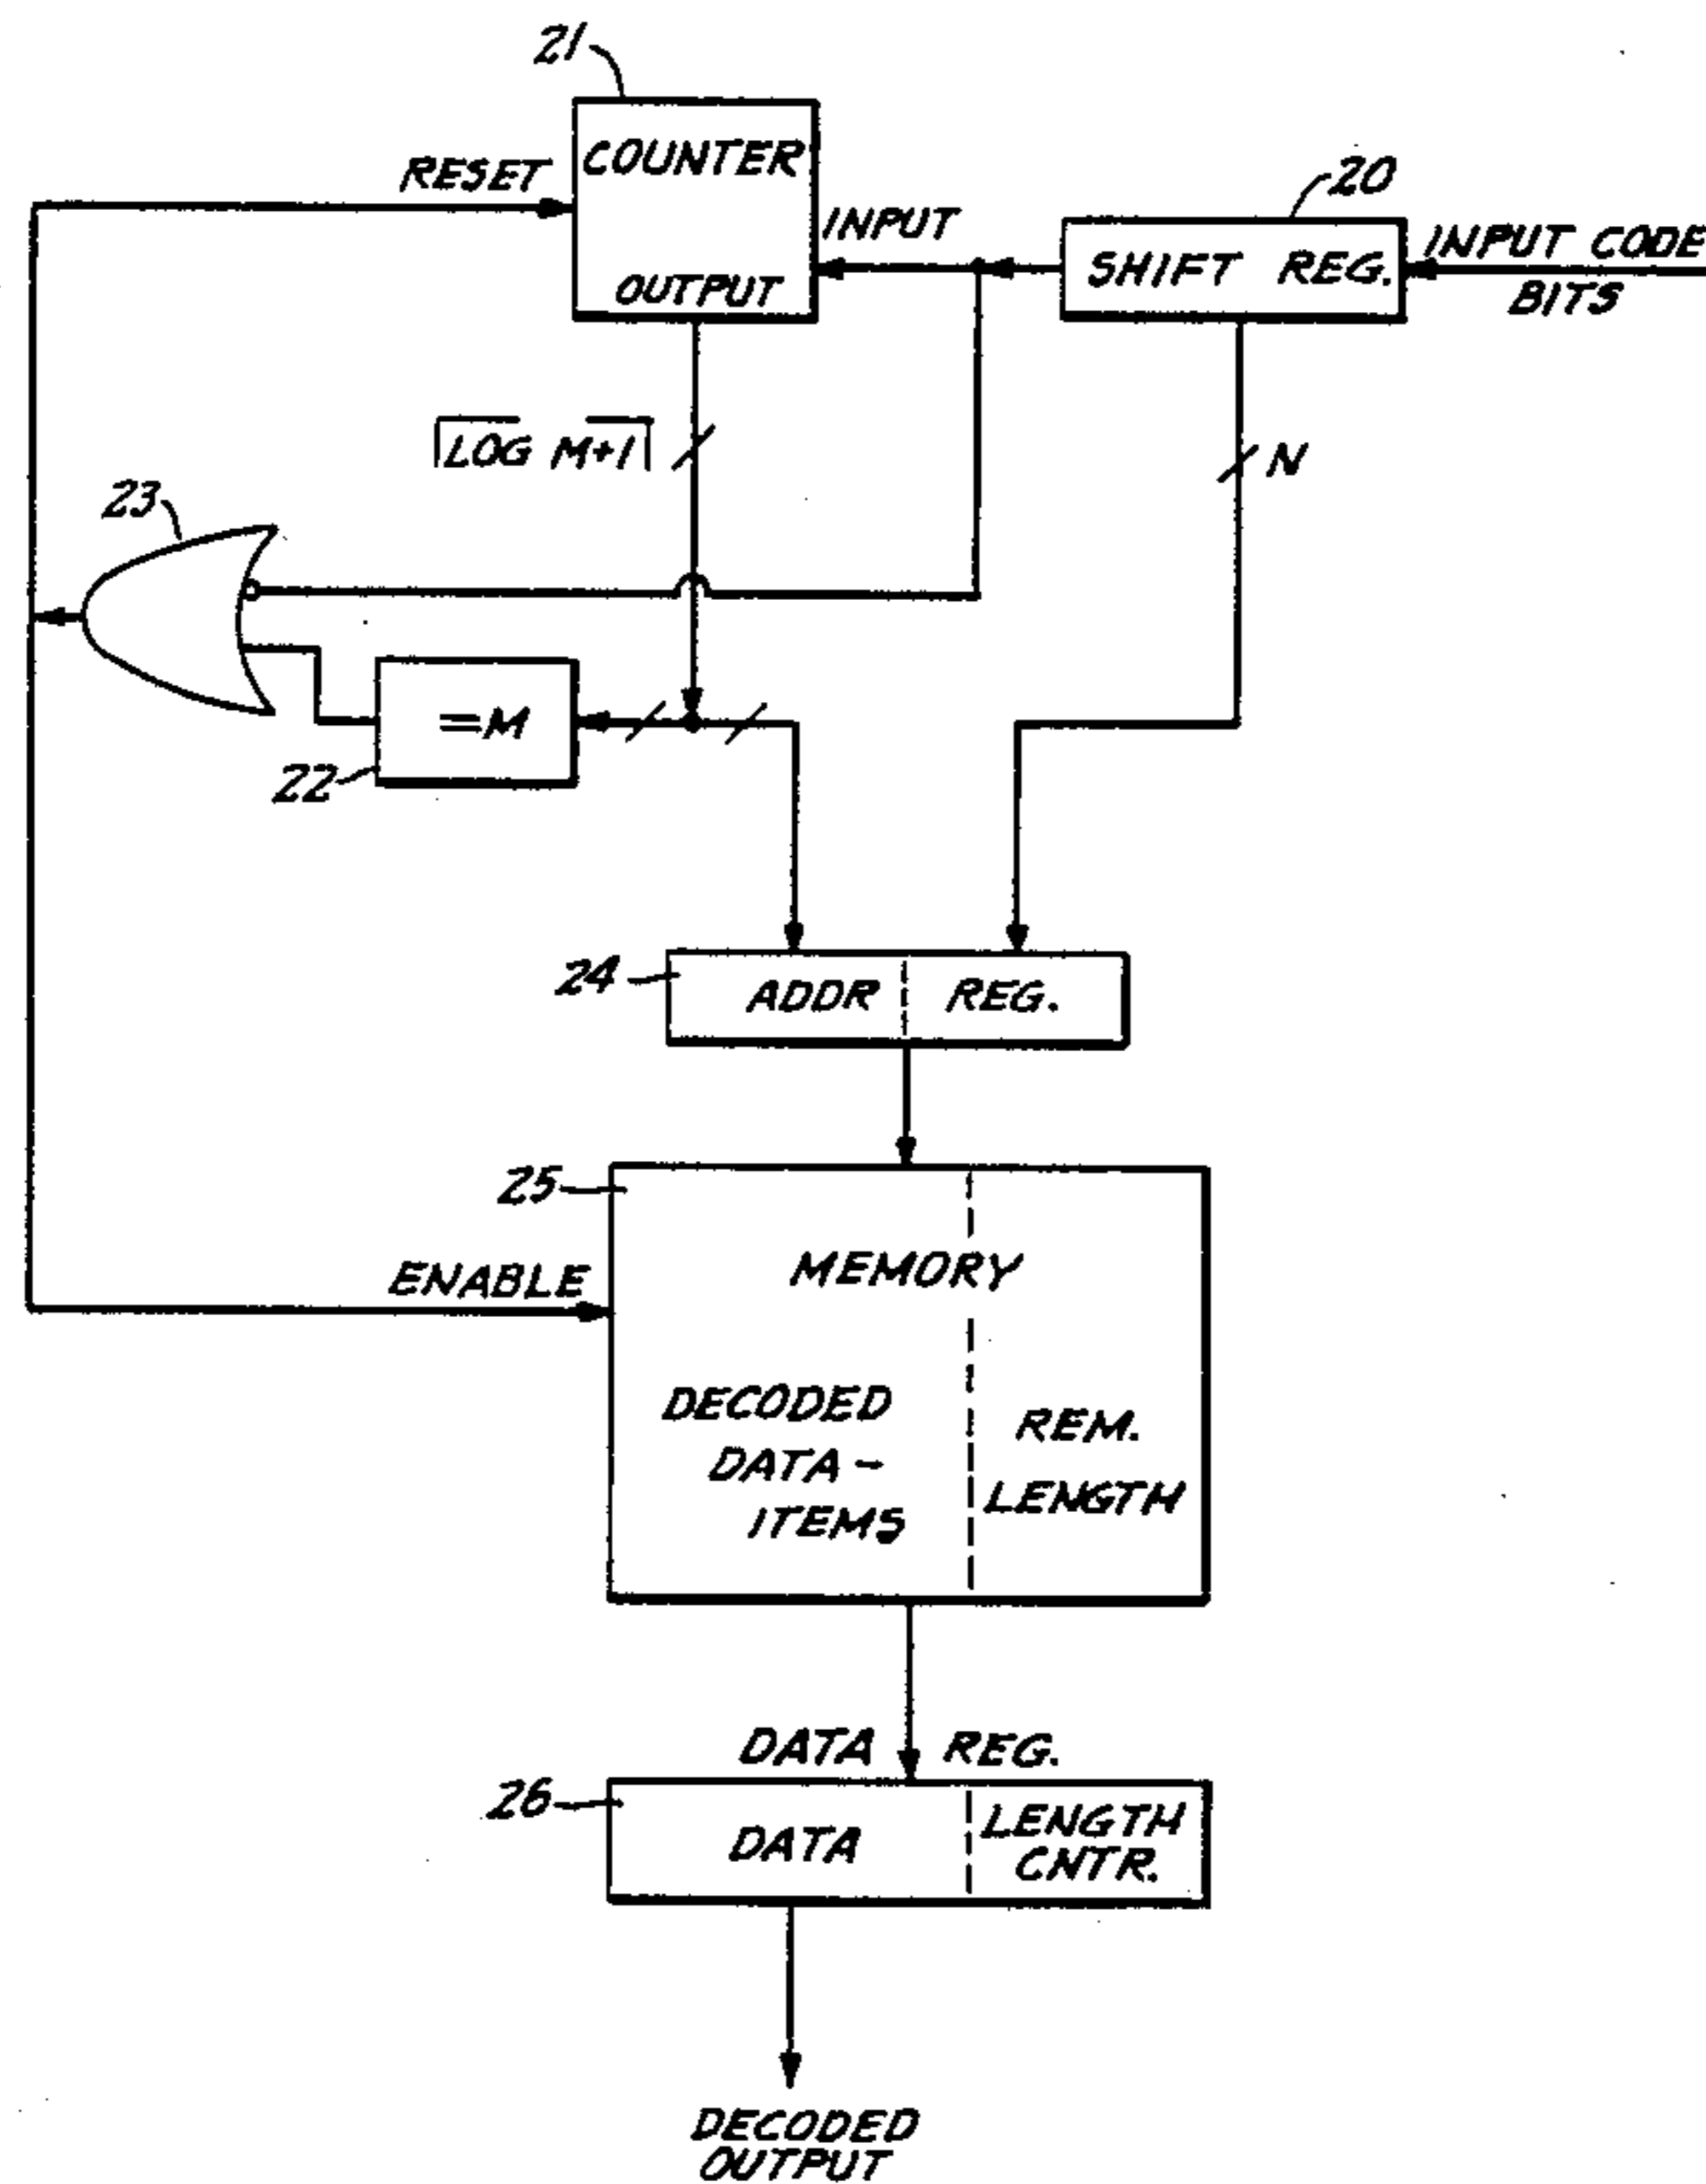 21
COUNTER
RESET
20
INPUT
INPUT CODE
BITS
SHIFT REG.
OUTPUT
LOG M+1
N
23
=M
22
24
ADDR REG.
25
MEMORY
ENABLE
DECODED
DATA-
ITEMS
REM.
LENGTH
DATA REG.
26
DATA
LENGTH
CNTR.
DECODED
OUTPUT